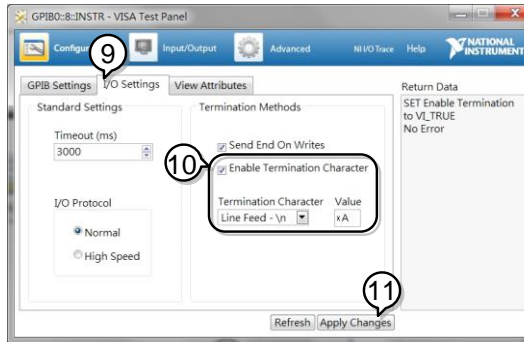 GPIB0::8::INSTR - VISA Test Panel
Configu
9
Input/Output
Advanced
NI I/O Trace
Help
NATIONAL
INSTRUMENT
GPIB Settings
I/O Settings
View Attributes
Return Data
Standard Settings
Timeout (ms)
3000
I/O Protocol
Normal
High Speed
Termination Methods
Send End On Writes
10
Enable Termination Character
Termination Character
Value
Line Feed - \n
xA
SET Enable Termination
to VI_TRUE
No Error
11
Refresh
Apply Changes